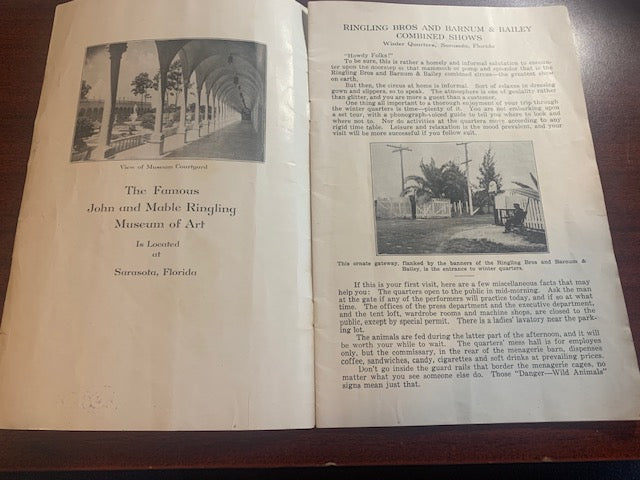 View of Museum Courtyard
The Famous
John and Mable Ringling
Museum of Art
Is Located
at
Sarasota, Florida
RINGLING BROS AND BARNUM & BAILEY
COMBINED SHOWS
Winter Quarters, Sarasota, Florida
"Howdy Folks!"
To be sure, this is rather a homely and informal salutation to encoun-
ter upon the doorstep of that mammoth of pomp and splendor that is the
Ringling Bros and Barnum & Bailey combined circus—the greatest show
on earth.
But then, the circus at home is informal. Sort of relaxes in dressing
gown and slippers, so to speak. The atmosphere is one of geniality rather
than glitter, and you are more a guest than a customer.
One thing all important to a thorough enjoyment of your trip through
the winter quarters is time—plenty of it. You are not embarking upon
a set tour, with a phonograph-voiced guide to tell you where to look and
where not to. Nor do activities at the quarters move according to any
rigid time table. Leisure and relaxation is the mood prevalent, and your
visit will be more successful if you follow suit.
This ornate gateway, flanked by the banners of the Ringling Bros and Barnum &
Bailey, is the entrance to winter quarters.
If this is your first visit, here are a few miscellaneous facts that may
help you: The quarters open to the public in mid-morning. Ask the man
at the gate if any of the performers will practice today, and if so at what
time. The offices of the press department and the executive department,
and the tent loft, wardrobe rooms and machine shops, are closed to the
public, except by special permit. There is a ladies' lavatory near the park-
ing lot.
The animals are fed during the latter part of the afternoon, and it will
be worth your while to wait. The quarters' mess hall is for employes
only, but the commissary, in the rear of the menagerie barn, dispenses
coffee, sandwiches, candy, cigarettes and soft drinks at prevailing prices.
Don't go inside the guard rails that border the menagerie cages, no
matter what you see someone else do. Those "Danger—Wild Animals"
signs mean just that.